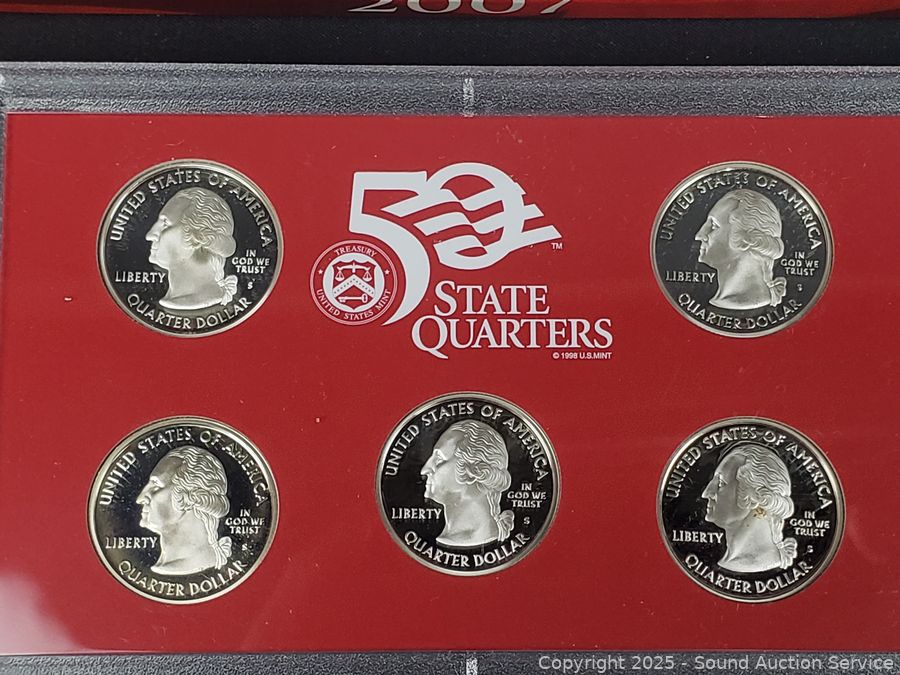 2007
50
TM
TREASURY
UNITED STATES MINT
STATE
QUARTERS
© 1998 U.S.MINT
UNITED STATES OF AMERICA
LIBERTY
IN
GOD WE
TRUST
S
QUARTER DOLLAR
UNITED STATES OF AMERICA
LIBERTY
IN
GOD WE
TRUST
S
QUARTER DOLLAR
UNITED STATES OF AMERICA
LIBERTY
IN
GOD WE
TRUST
S
QUARTER DOLLAR
UNITED STATES OF AMERICA
LIBERTY
IN
GOD WE
TRUST
S
QUARTER DOLLAR
UNITED STATES OF AMERICA
LIBERTY
IN
GOD WE
TRUST
S
QUARTER DOLLAR
Copyright 2025 - Sound Auction Service